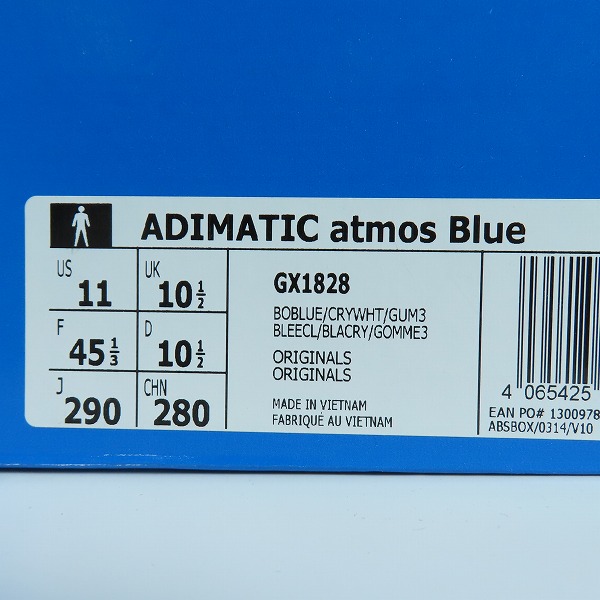 ADIMATIC atmos Blue
US 11
UK 10 1/2
F 45 1/3
D 10 1/2
J 290
CHN 280
GX1828
BOBLUE/CRYWHT/GUM3
BLEECL/BLACRY/GOMME3
ORIGINALS
ORIGINALS
MADE IN VIETNAM
FABRIQUÉ AU VIETNAM
4 065425
EAN PO# 1300978
ABSBOX/0314/V10